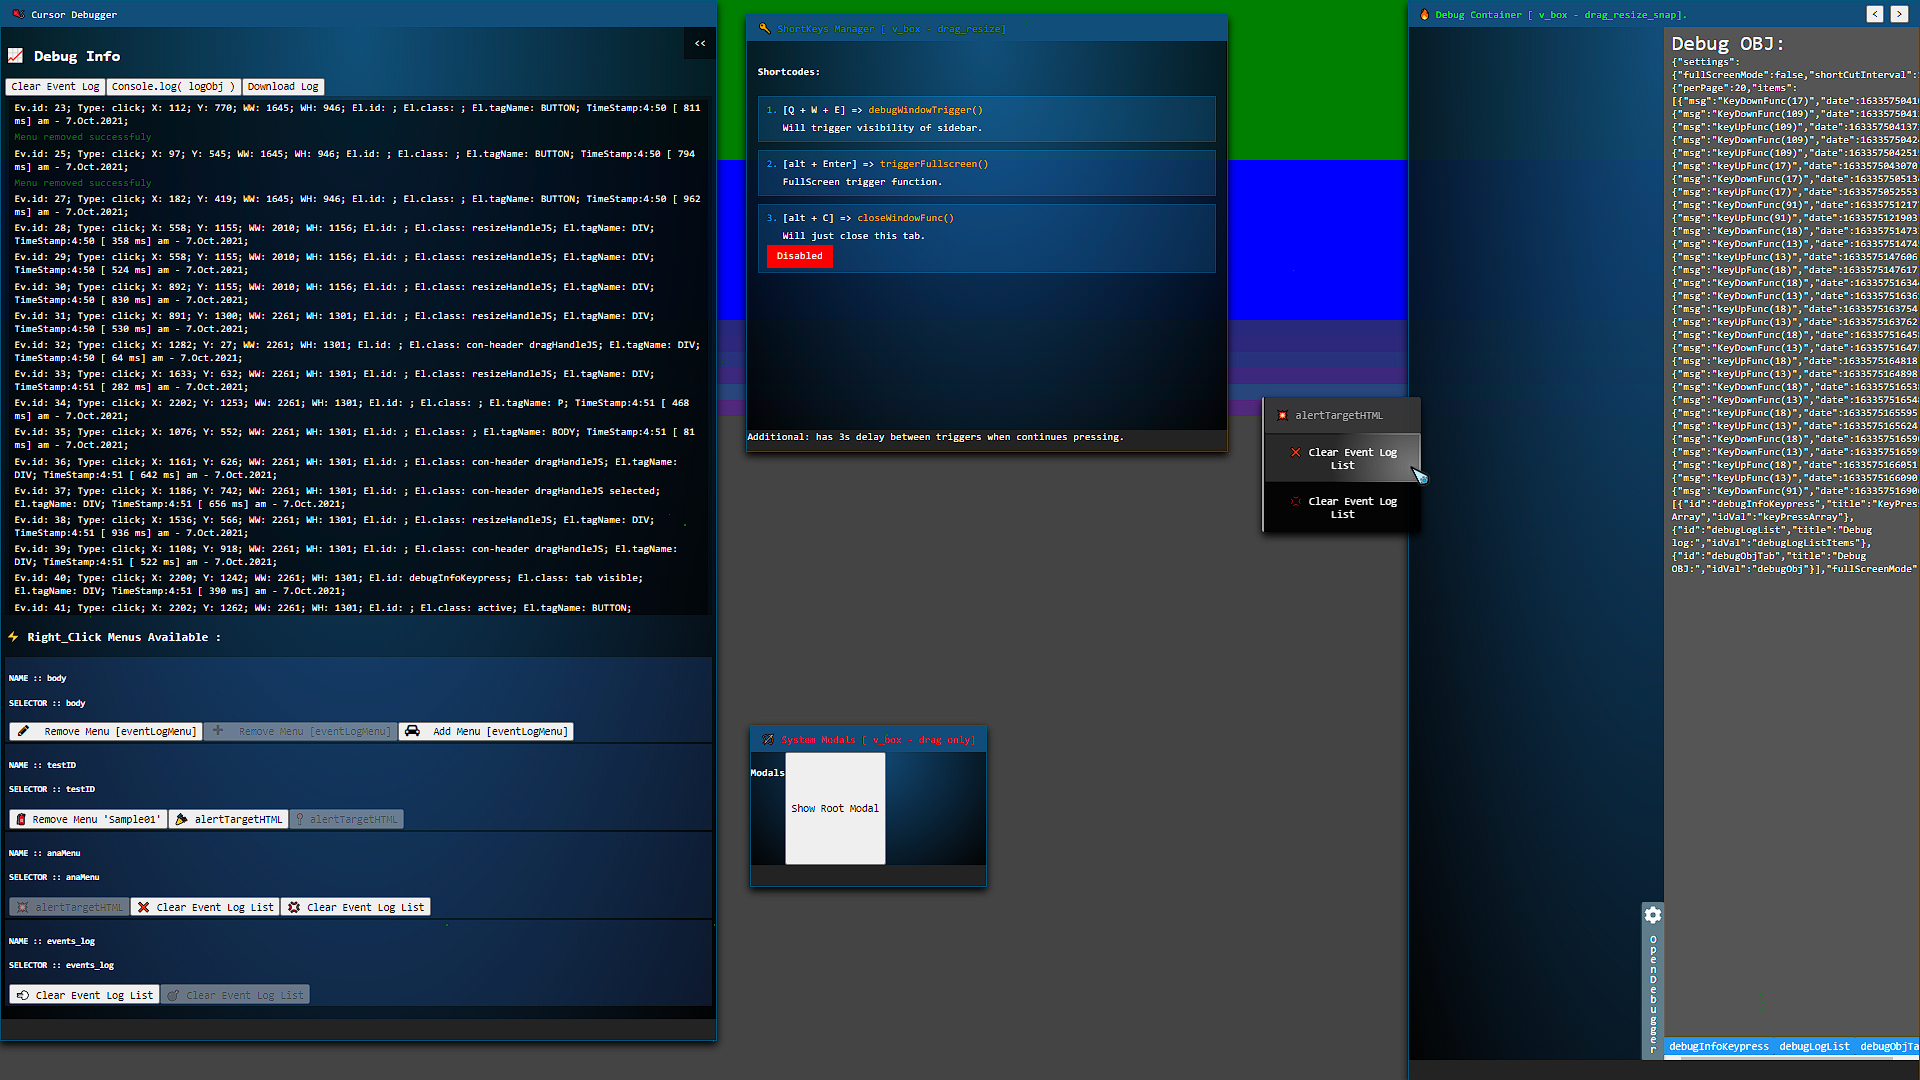 Cursor Debugger
Debug Info
<<
Clear Event Log Console.log( logObj ) Download Log
Ev.id: 23; Type: click; X: 112; Y: 770; WW: 1645; WH: 946; El.id: ; El.class: ; El.tagName: BUTTON; TimeStamp:4:50 [ 811
ms] am - 7.Oct.2021;
Menu removed successfuly
Ev.id: 25; Type: click; X: 97; Y: 545; WW: 1645; WH: 946; El.id: ; El.class: ; El.tagName: BUTTON; TimeStamp:4:50 [ 794
ms] am - 7.Oct.2021;
Menu removed successfuly
Ev.id: 27; Type: click; X: 182; Y: 419; WW: 1645; WH: 946; El.id: ; El.class: ; El.tagName: BUTTON; TimeStamp:4:50 [ 962
ms] am - 7.Oct.2021;
Ev.id: 28; Type: click; X: 558; Y: 1155; WW: 2010; WH: 1156; El.id: ; El.class: resizeHandleJS; El.tagName: DIV;
TimeStamp:4:50 [ 358 ms] am - 7.Oct.2021;
Ev.id: 29; Type: click; X: 558; Y: 1155; WW: 2010; WH: 1156; El.id: ; El.class: resizeHandleJS; El.tagName: DIV;
TimeStamp:4:50 [ 524 ms] am - 7.Oct.2021;
Ev.id: 30; Type: click; X: 892; Y: 1155; WW: 2010; WH: 1156; El.id: ; El.class: resizeHandleJS; El.tagName: DIV;
TimeStamp:4:50 [ 830 ms] am - 7.Oct.2021;
Ev.id: 31; Type: click; X: 891; Y: 1300; WW: 2261; WH: 1301; El.id: ; El.class: resizeHandleJS; El.tagName: DIV;
TimeStamp:4:50 [ 530 ms] am - 7.Oct.2021;
Ev.id: 32; Type: click; X: 1282; Y: 27; WW: 2261; WH: 1301; El.id: ; El.class: con-header dragHandleJS; El.tagName: DIV;
TimeStamp:4:50 [ 64 ms] am - 7.Oct.2021;
Ev.id: 33; Type: click; X: 1633; Y: 632; WW: 2261; WH: 1301; El.id: ; El.class: resizeHandleJS; El.tagName: DIV;
TimeStamp:4:51 [ 282 ms] am - 7.Oct.2021;
Ev.id: 34; Type: click; X: 2202; Y: 1253; WW: 2261; WH: 1301; El.id: ; El.class: ; El.tagName: P; TimeStamp:4:51 [ 468
ms] am - 7.Oct.2021;
Ev.id: 35; Type: click; X: 1076; Y: 552; WW: 2261; WH: 1301; El.id: ; El.class: ; El.tagName: BODY; TimeStamp:4:51 [ 81
ms] am - 7.Oct.2021;
Ev.id: 36; Type: click; X: 1161; Y: 626; WW: 2261; WH: 1301; El.id: ; El.class: con-header dragHandleJS; El.tagName:
DIV; TimeStamp:4:51 [ 642 ms] am - 7.Oct.2021;
Ev.id: 37; Type: click; X: 1186; Y: 742; WW: 2261; WH: 1301; El.id: ; El.class: con-header dragHandleJS selected;
El.tagName: DIV; TimeStamp:4:51 [ 656 ms] am - 7.Oct.2021;
Ev.id: 38; Type: click; X: 1536; Y: 566; WW: 2261; WH: 1301; El.id: ; El.class: resizeHandleJS; El.tagName: DIV;
TimeStamp:4:51 [ 936 ms] am - 7.Oct.2021;
Ev.id: 39; Type: click; X: 1108; Y: 918; WW: 2261; WH: 1301; El.id: ; El.class: con-header dragHandleJS; El.tagName:
DIV; TimeStamp:4:51 [ 522 ms] am - 7.Oct.2021;
Ev.id: 40; Type: click; X: 2200; Y: 1242; WW: 2261; WH: 1301; El.id: debugInfoKeypress; El.class: tab visible;
El.tagName: DIV; TimeStamp:4:51 [ 390 ms] am - 7.Oct.2021;
Ev.id: 41; Type: click; X: 2202; Y: 1262; WW: 2261; WH: 1301; El.id: ; El.class: active; El.tagName: BUTTON;
Right_Click Menus Available :
NAME :: body
SELECTOR :: body
Remove Menu [eventLogMenu] Remove Menu [eventLogMenu] Add Menu [eventLogMenu]
NAME :: testID
SELECTOR :: testID
Remove Menu 'Sample01' alertTargetHTML alertTargetHTML
NAME :: anaMenu
SELECTOR :: anaMenu
alertTargetHTML Clear Event Log List Clear Event Log List
NAME :: events_log
SELECTOR :: events_log
Clear Event Log List Clear Event Log List
ShortKeys Manager [ v_box - drag_resize]
Shortcodes:
1. [Q + W + E] => debugWindowTrigger()
Will trigger visibility of sidebar.
2. [alt + Enter] => triggerFullscreen()
FullScreen trigger function.
3. [alt + C] => closeWindowFunc()
Will just close this tab.
Disabled
Additional: has 3s delay between triggers when continues pressing.
System Modals [ v_box - drag only]
Modals
Show Root Modal
alertTargetHTML
Clear Event Log
List
Clear Event Log
List
Debug Container [ v_box - drag_resize_snap].
< >
Debug OBJ:
{"settings":
{"fullScreenMode":false,"shortCutInterval":
{"perPage":20,"items":
[{"msg":"KeyDownFunc(17)","date":163357504
{"msg":"KeyDownFunc(109)","date":163357504
{"msg":"keyUpFunc(109)","date":163357504137
{"msg":"KeyDownFunc(109)","date":1633575042
{"msg":"keyUpFunc(109)","date":163357504251
{"msg":"keyUpFunc(17)","date":1633575043070
{"msg":"KeyDownFunc(17)","date":16335750513
{"msg":"keyUpFunc(17)","date":1633575052553
{"msg":"KeyDownFunc(91)","date":1633575121
{"msg":"keyUpFunc(91)","date":1633575121903
{"msg":"KeyDownFunc(18)","date":1633575147
{"msg":"KeyDownFunc(13)","date":1633575147
{"msg":"keyUpFunc(13)","date":1633575147606
{"msg":"keyUpFunc(18)","date":1633575147617
{"msg":"KeyDownFunc(18)","date":16335751634
{"msg":"KeyDownFunc(13)","date":1633575163
{"msg":"keyUpFunc(18)","date":1633575163754
{"msg":"keyUpFunc(13)","date":1633575163762
{"msg":"KeyDownFunc(18)","date":1633575164
{"msg":"KeyDownFunc(13)","date":1633575164
{"msg":"keyUpFunc(18)","date":1633575164818
{"msg":"keyUpFunc(13)","date":1633575164898
{"msg":"KeyDownFunc(18)","date":1633575165
{"msg":"KeyDownFunc(13)","date":1633575165
{"msg":"keyUpFunc(18)","date":1633575165595
{"msg":"keyUpFunc(13)","date":1633575165624
{"msg":"KeyDownFunc(18)","date":1633575165
{"msg":"KeyDownFunc(13)","date":1633575165
{"msg":"keyUpFunc(18)","date":1633575166051
{"msg":"keyUpFunc(13)","date":1633575166090
{"msg":"KeyDownFunc(91)","date":1633575169
[{"id":"debugInfoKeypress","title":"KeyPress
Array","idVal":"keyPressArray"},
{"id":"debugLogList","title":"Debug
log:","idVal":"debugLogListItems"},
{"id":"debugObjTab","title":"Debug
OBJ:","idVal":"debugObj"}],"fullScreenMode"
OpenDebugger
debugInfoKeypress debugLogList debugObjTa